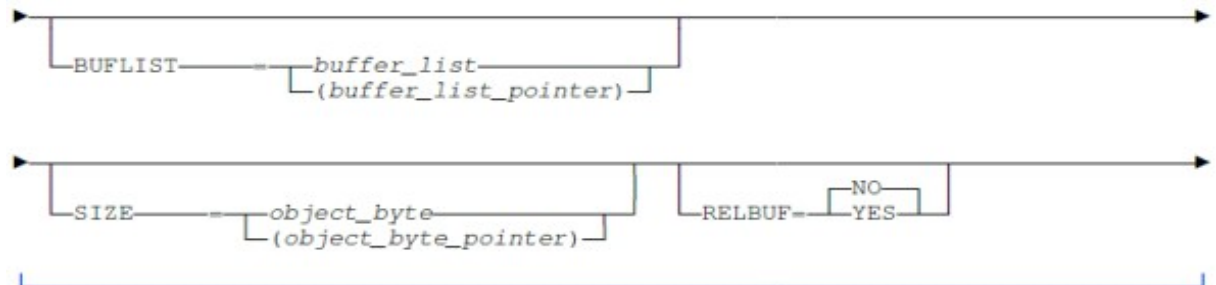 BUFLIST = buffer_list
(buffer_list_pointer)
SIZE = object_byte
(object_byte_pointer)
NO
RELBUF= YES